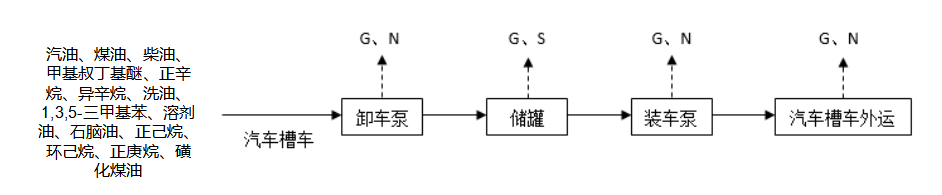 汽油、煤油、柴油、
甲基叔丁基醚、正辛
烷、异辛烷、洗油、
1,3,5-三甲基苯、溶剂
油、石脑油、正己烷、
环己烷、正庚烷、磺
化煤油
汽车槽车
G、N
卸车泵
G、S
储罐
G、N
装车泵
G、N
汽车槽车外运